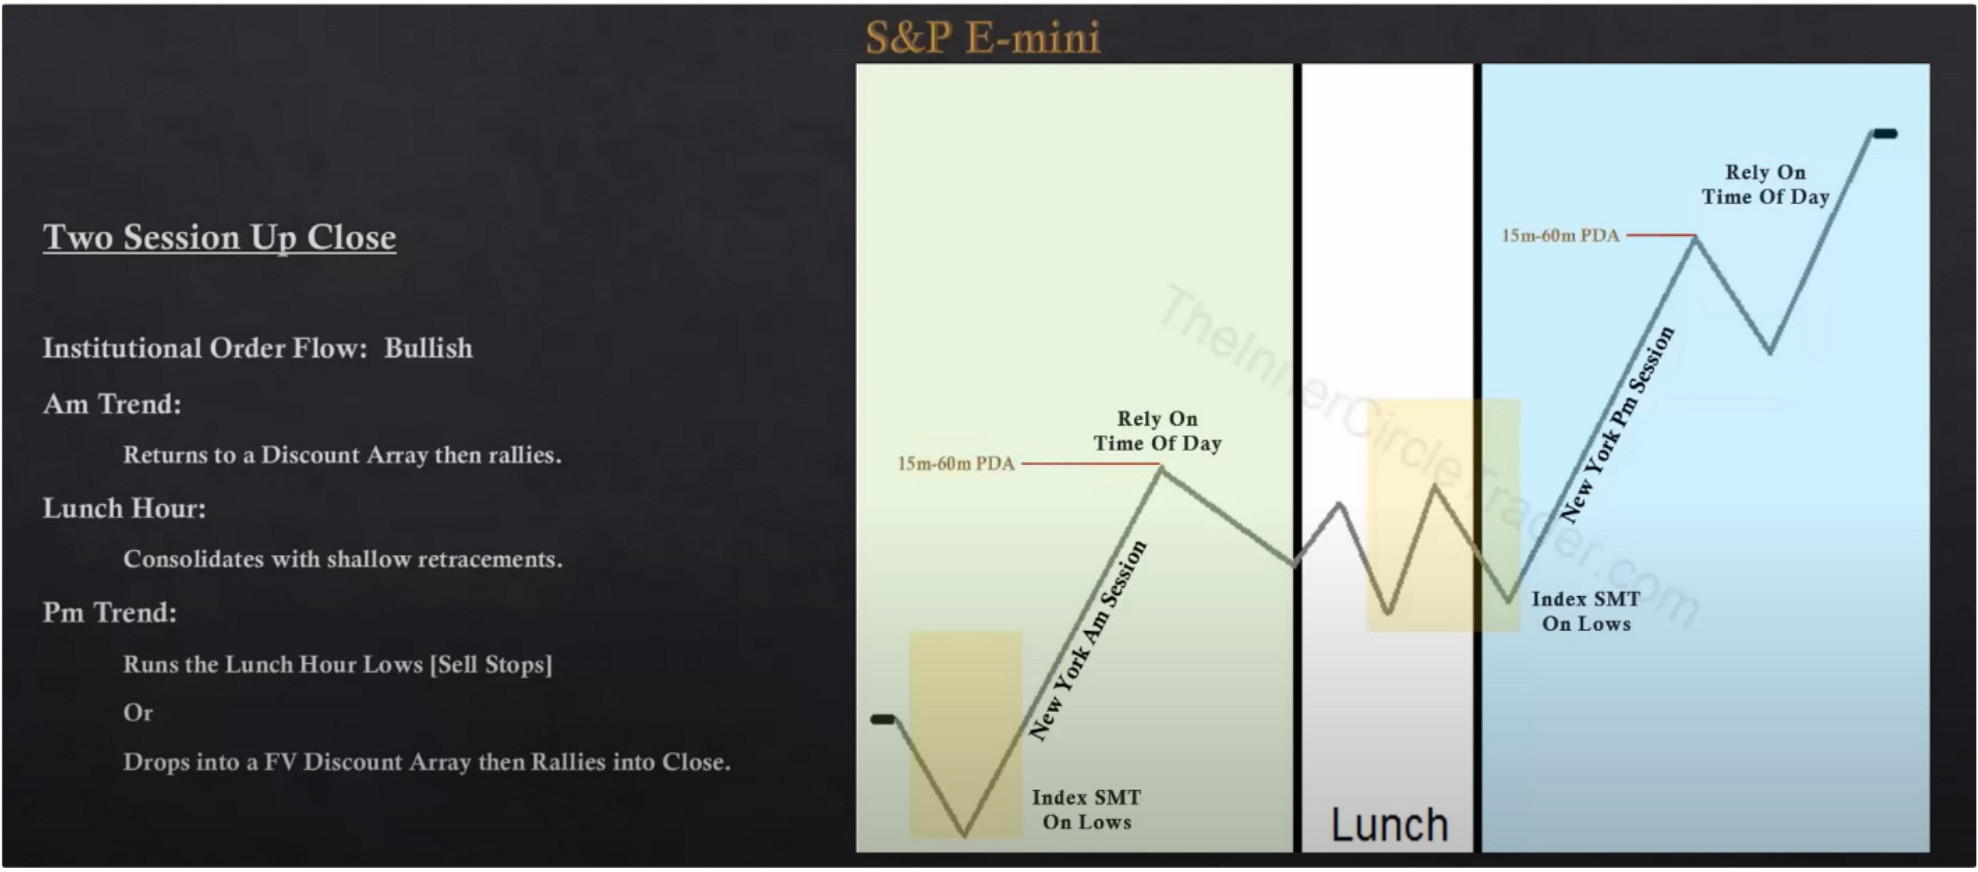 S&P E-mini
Two Session Up Close
Institutional Order Flow: Bullish
Am Trend:
Returns to a Discount Array then rallies.
Lunch Hour:
Consolidates with shallow retracements.
Pm Trend:
Runs the Lunch Hour Lows [Sell Stops]
Or
Drops into a FV Discount Array then Rallies into Close.
Rely On
Time Of Day
15m-60m PDA
New York Am Session
Index SMT
On Lows
Lunch
Rely On
Time Of Day
15m-60m PDA
New York Pm Session
Index SMT
On Lows
TheInnerCircleTrader.com